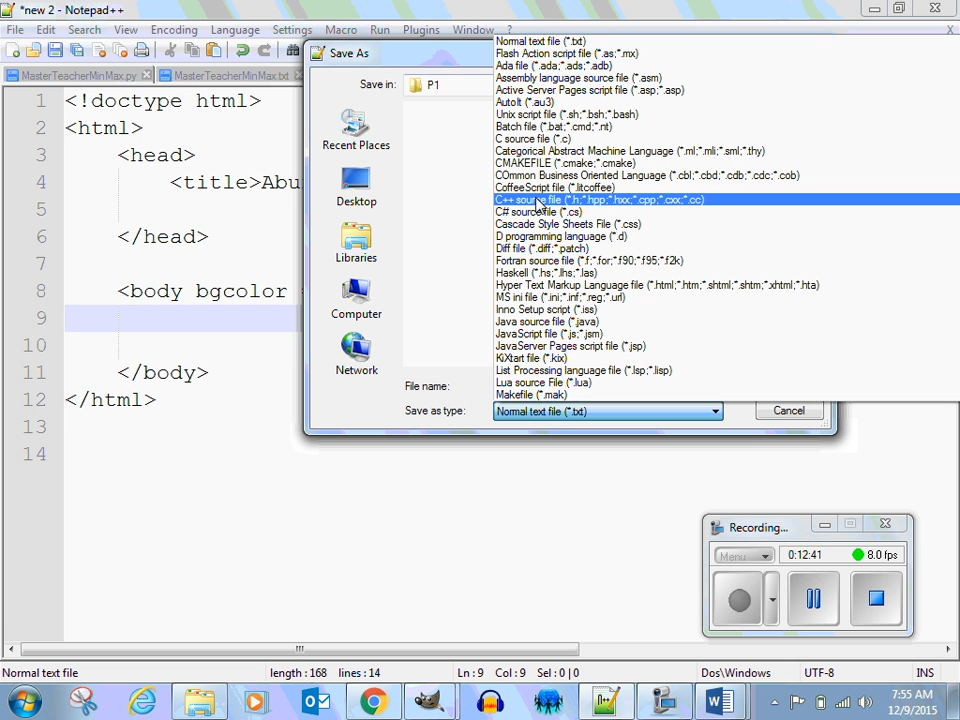 *new 2 - Notepad++
File Edit Search View Encoding Language Settings Macro Run Plugins Window ? X
MasterTeacherMinMax.py MasterTeacherMinMax.txt
1 <!doctype html>
2 <html>
3 <head>
4 <title>Abu
5
6 </head>
7
8 <body bgcolor =
9
10
11 </body>
12 </html>
13
14
Save As
Save in: P1
Recent Places
Desktop
Libraries
Computer
Network
Normal text file (*.txt)
Flash Action script file (*.as;*.mx)
Ada file (*.ada;*.ads;*.adb)
Assembly language source file (*.asm)
Active Server Pages script file (*.asp;*.asp)
AutoIt (*.au3)
Unix script file (*.sh;*.bsh;*.bash)
Batch file (*.bat;*.cmd;*.nt)
C source file (*.c)
Categorical Abstract Machine Language (*.ml;*.mli;*.sml;*.thy)
CMAKEFILE (*.cmake;*.cmake)
COmmon Business Oriented Language (*.cbl;*.cbd;*.cdb;*.cdc;*.cob)
CoffeeScript file (*.litcoffee)
C++ source file (*.h;*.hpp;*.hxx;*.cpp;*.cxx;*.cc)
C# source file (*.cs)
Cascade Style Sheets File (*.css)
D programming language (*.d)
Diff file (*.diff;*.patch)
Fortran source file (*.f;*.for;*.f90;*.f95;*.f2k)
Haskell (*.hs;*.lhs;*.las)
Hyper Text Markup Language file (*.html;*.htm;*.shtml;*.shtm;*.xhtml;*.hta)
MS ini file (*.ini;*.inf;*.reg;*.url)
Inno Setup script (*.iss)
Java source file (*.java)
JavaScript file (*.js;*.jsm)
JavaServer Pages script file (*.jsp)
KiXtart file (*.kix)
List Processing language file (*.lsp;*.lisp)
Lua source File (*.lua)
Makefile (*.mak)
File name:
Save as type: Normal text file (*.txt) Cancel
Recording...
Menu 0:12:41 8.0 fps
Normal text file length : 168 lines : 14 Ln : 9 Col : 9 Sel : 0 | 0 Dos\Windows UTF-8 INS
7:55 AM
12/9/2015